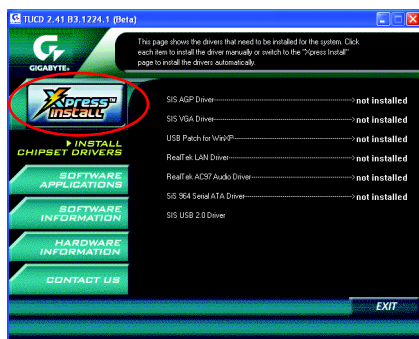 TUCD 2.41 B3.1224.1 (Beta)
GIGABYTE
This page shows the drivers that need to be installed for the system. Click
each item to install the driver manually or switch to the "Xpress Install"
page to install the drivers automatically.
Xpress™
Install
INSTALL
CHIPSET DRIVERS
SOFTWARE
APPLICATIONS
SOFTWARE
INFORMATION
HARDWARE
INFORMATION
CONTACT US
SIS AGP Driver not installed
SIS VGA Driver not installed
USB Patch for WinXP not installed
RealTek LAN Driver not installed
RealTek AC97 Audio Driver not installed
SiS 964 Serial ATA Driver not installed
SIS USB 2.0 Driver
EXIT